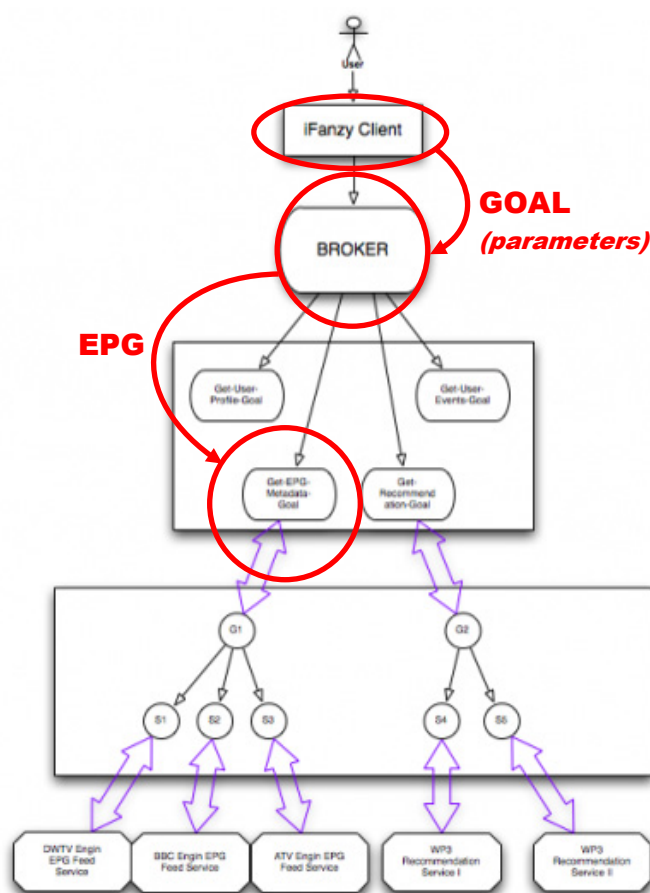 User
iFanzy Client
GOAL
(parameters)
BROKER
EPG
Get-User-
Profile-Goal
Get-User-
Events-Goal
Get-EPG-
Metadata-
Goal
Get-
Recommend
ation-Goal
G1
G2
S1
S2
S3
S4
S5
DWTV Engin
EPG Feed
Service
BBC Engin EPG
Feed Service
ATV Engin EPG
Feed Service
WP3
Recommendation
Service I
WP3
Recommendation
Service II